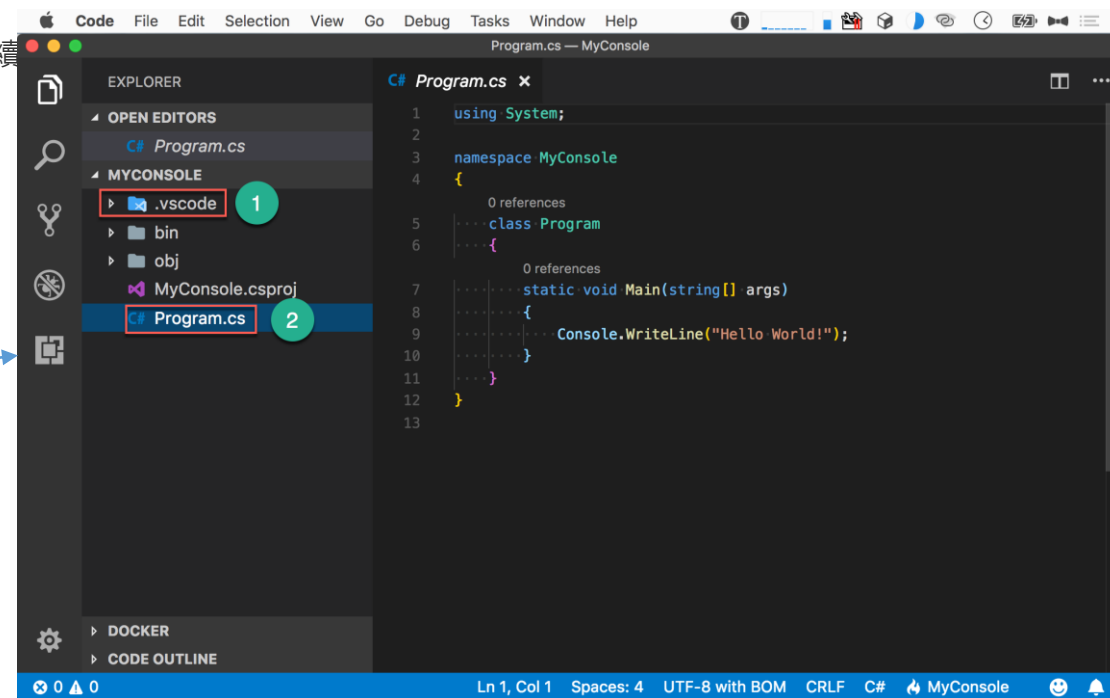 Code File Edit Selection View Go Debug Tasks Window Help
Program.cs — MyConsole
續
EXPLORER
OPEN EDITORS
C# Program.cs
MYCONSOLE
.vscode
1
bin
obj
MyConsole.csproj
C# Program.cs
2
DOCKER
CODE OUTLINE
C# Program.cs ×
1 using System;
2
3 namespace MyConsole
4 {
0 references
5 class Program
6 {
0 references
7 static void Main(string[] args)
8 {
9 Console.WriteLine("Hello World!");
10 }
11 }
12 }
13
0 0 Ln 1, Col 1 Spaces: 4 UTF-8 with BOM CRLF C# MyConsole